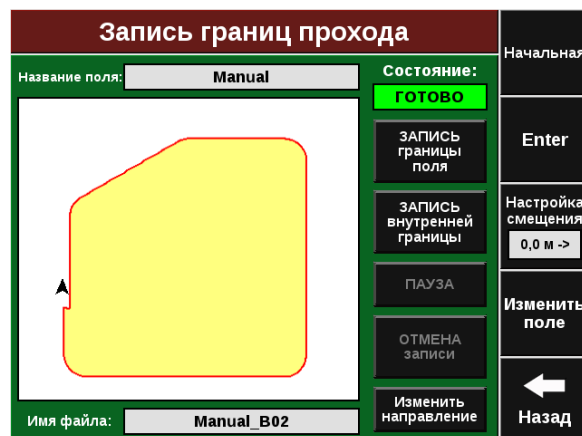 Запись границ прохода
Начальная
Название поля:
Manual
Состояние:
ГОТОВО
ЗАПИСЬ
границы
поля
Enter
ЗАПИСЬ
внутренней
границы
Настройка
смещения
0,0 м ->
ПАУЗА
Изменить
поле
ОТМЕНА
записи
Изменить
направление
Назад
Имя файла:
Manual_B02